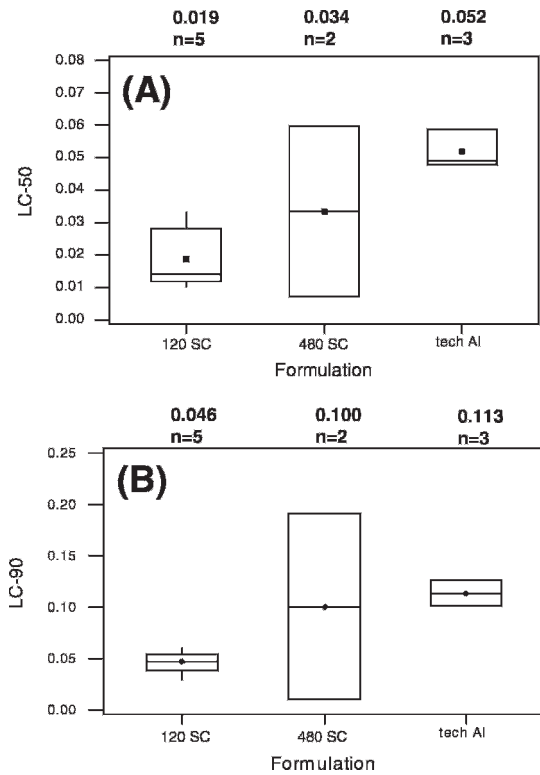 0.019 0.034 0.052
n=5 n=2 n=3
(A)
0.08
0.07
0.06
0.05
0.04
0.03
0.02
0.01
0.00
LC-50
120 SC 480 SC tech AI
Formulation
0.046 0.100 0.113
n=5 n=2 n=3
(B)
0.25
0.20
0.15
0.10
0.05
0.00
LC-90
120 SC 480 SC tech AI
Formulation